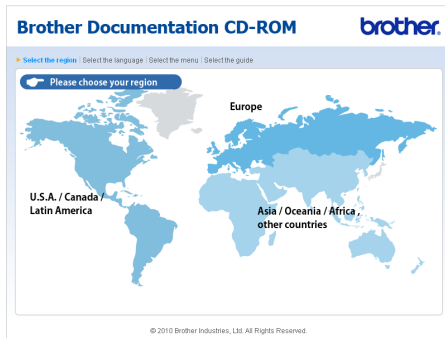 Brother Documentation CD-ROM
brother.
Select the region | Select the language | Select the menu | Select the guide
Please choose your region
Europe
U.S.A. / Canada /
Latin America
Asia / Oceania / Africa ,
other countries
© 2010 Brother Industries, Ltd. All Rights Reserved.